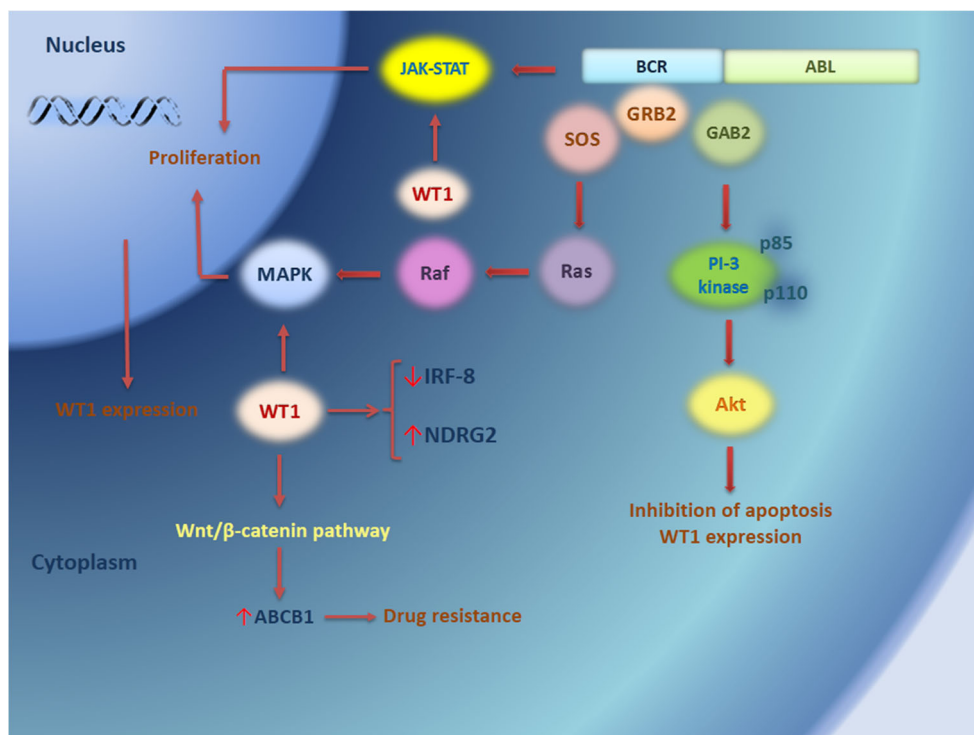 Nucleus
JAK-STAT
BCR
ABL
GRB2
SOS
GAB2
Proliferation
WT1
p85
MAPK
Raf
Ras
PI-3
kinase
p110
↓IRF-8
WT1 expression
WT1
Akt
↑NDRG2
Inhibition of apoptosis
WT1 expression
Wnt/β-catenin pathway
Cytoplasm
↑ABCB1
Drug resistance